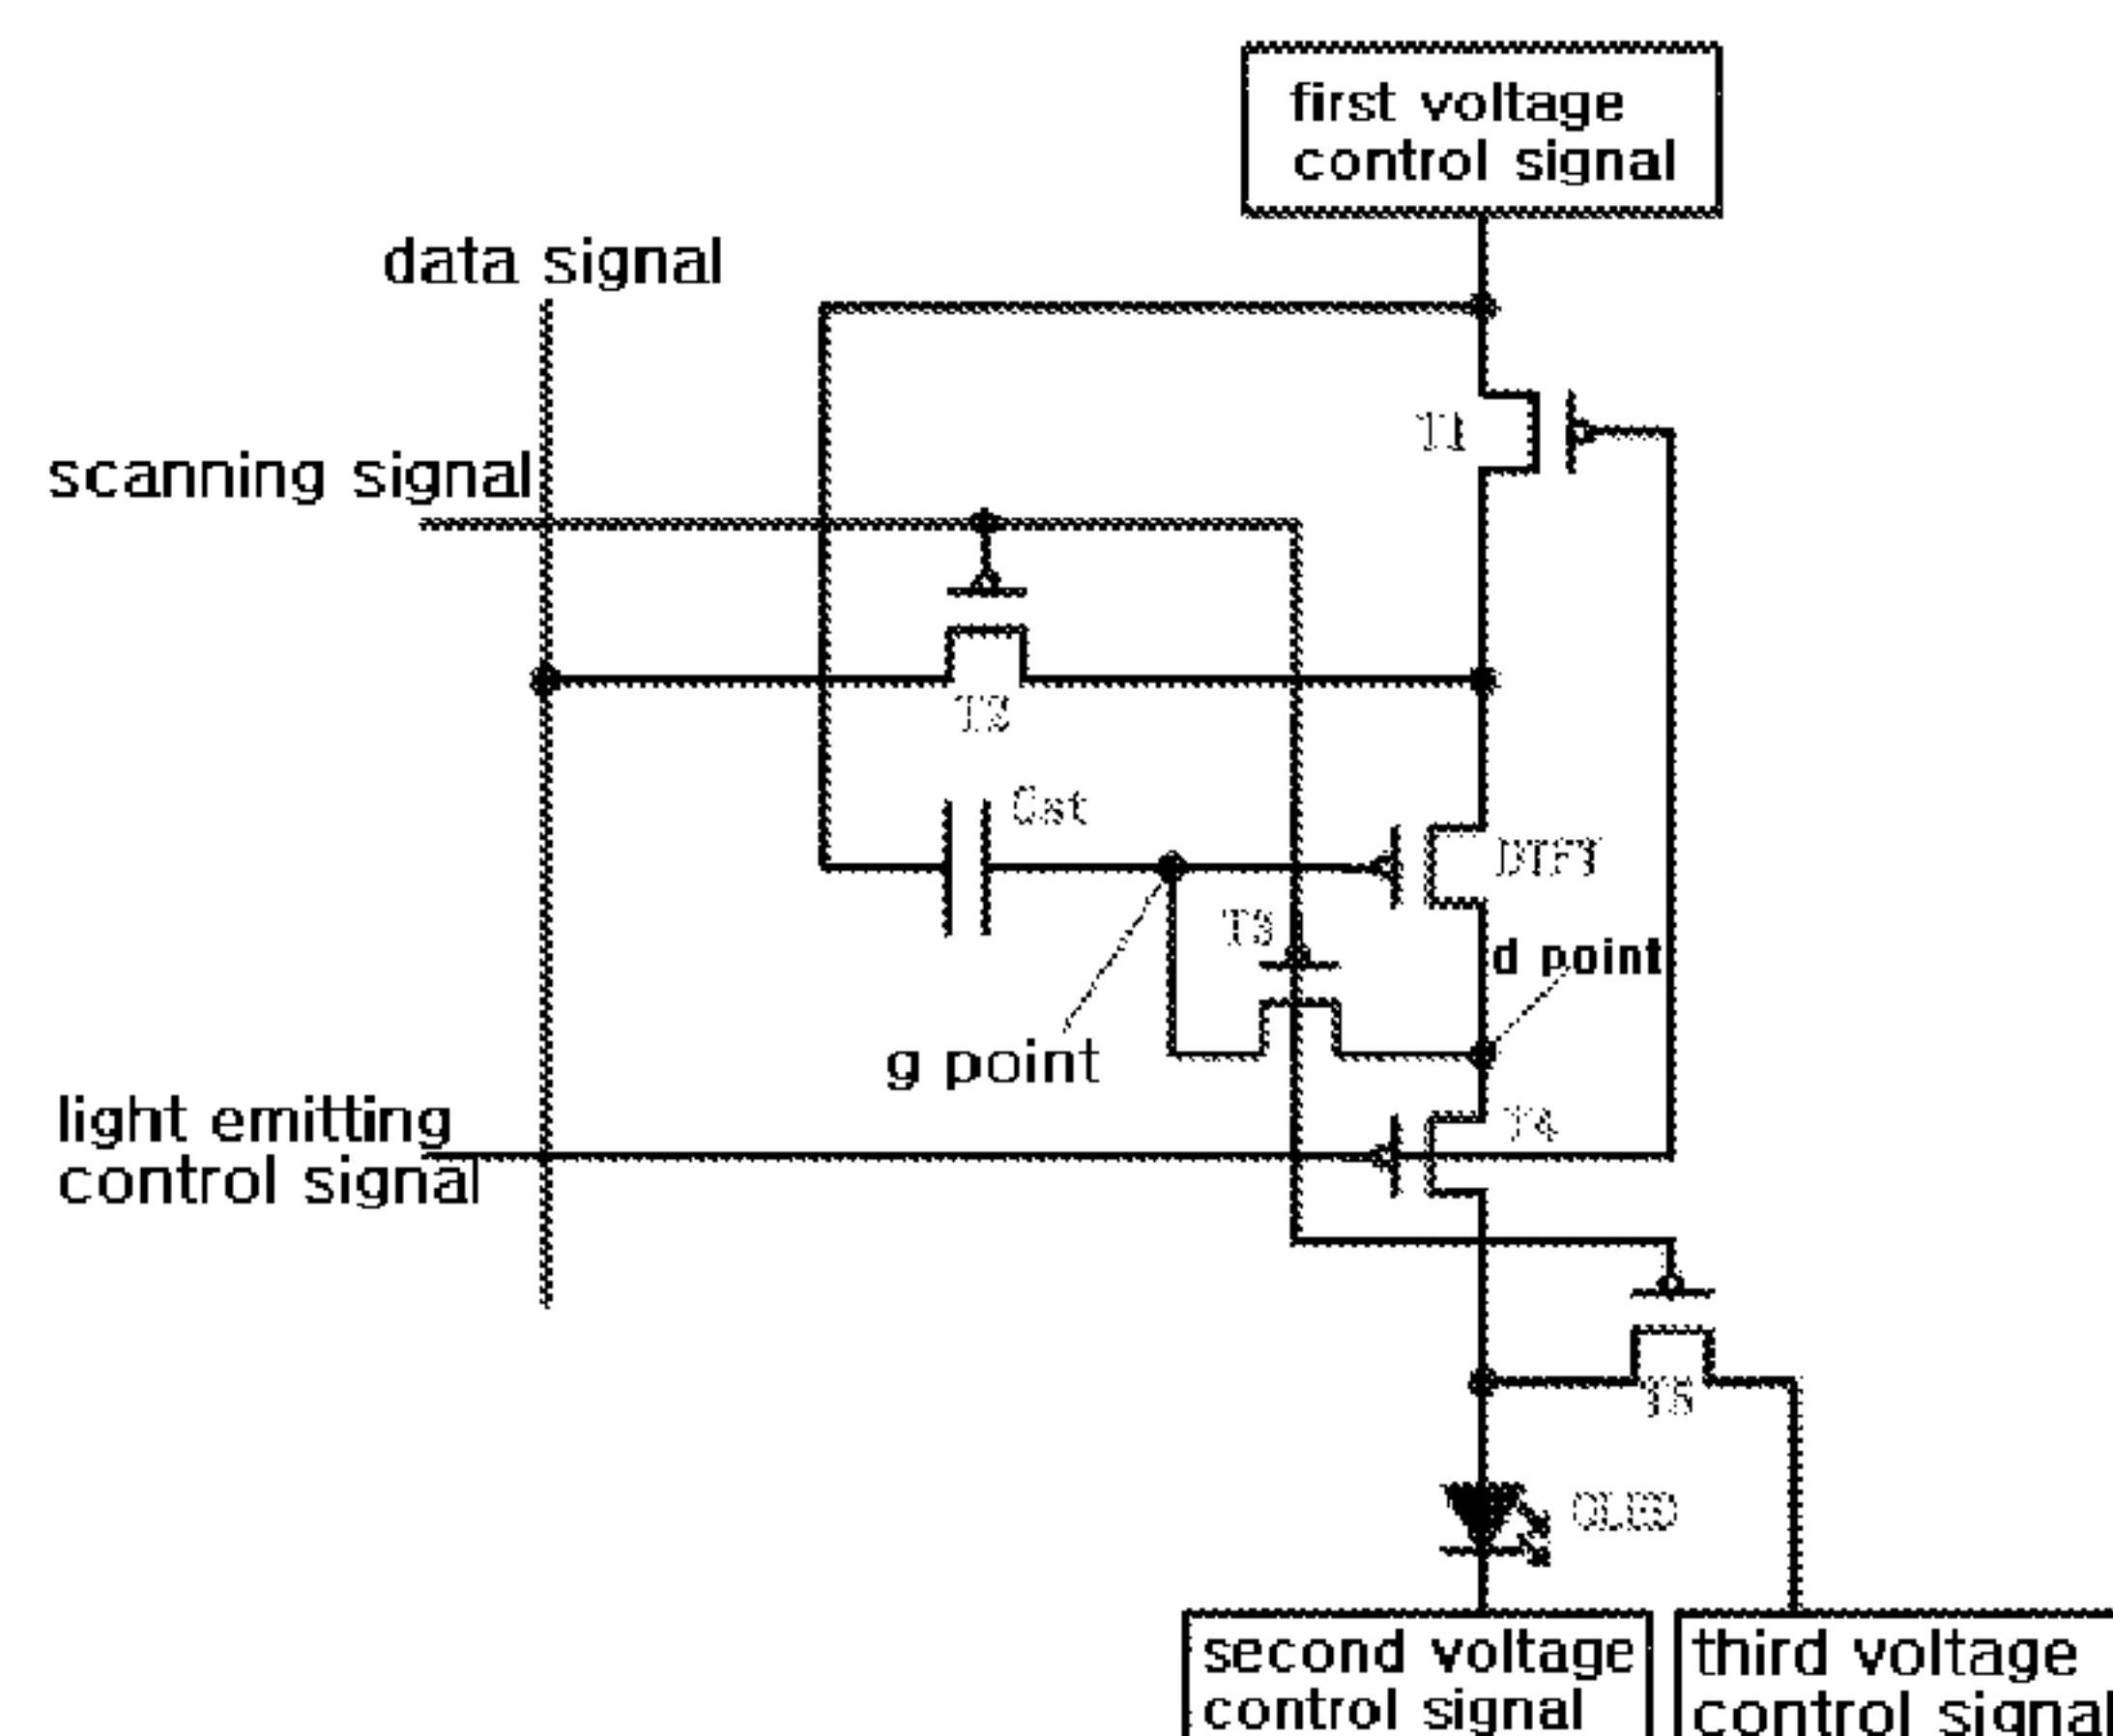 first voltage
control signal
data signal
T1
scanning signal
T2
Cst
DTFT
T3
d point
g point
light emitting
control signal
T4
T5
OLED
second voltage
control signal
third voltage
control signal